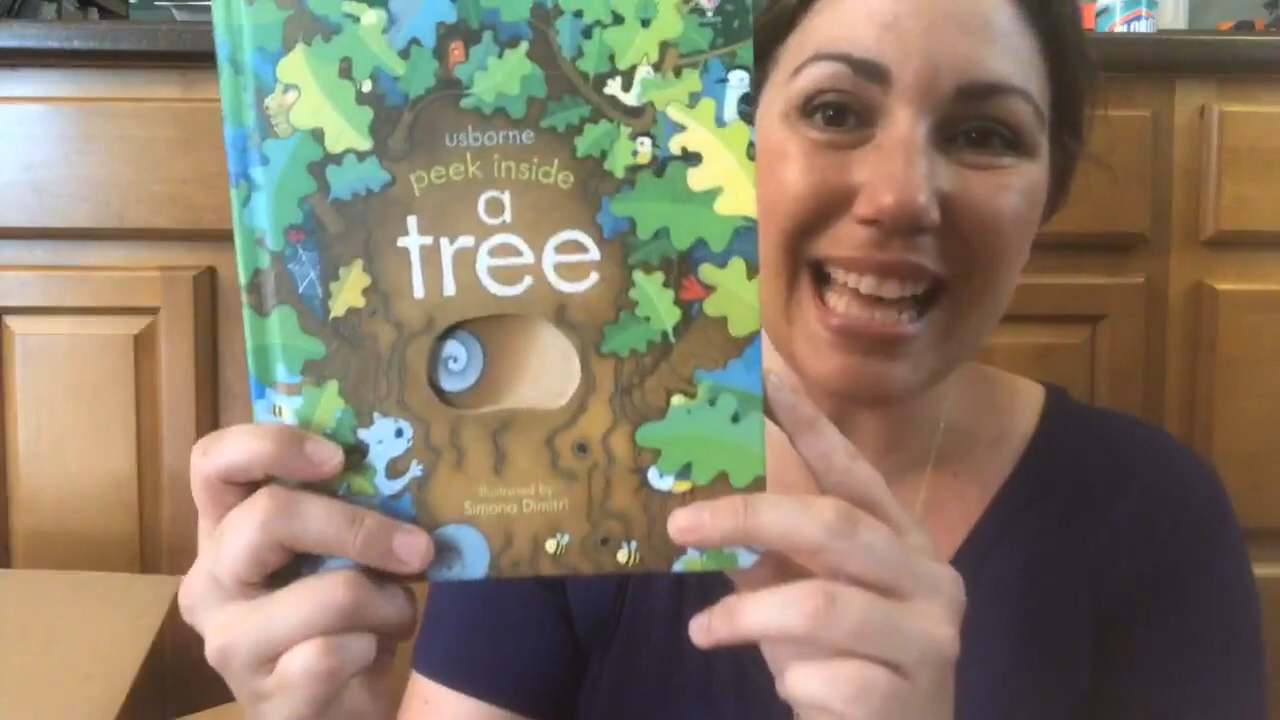 usborne
peek inside
a
tree
illustrated by
Simona Dimitri